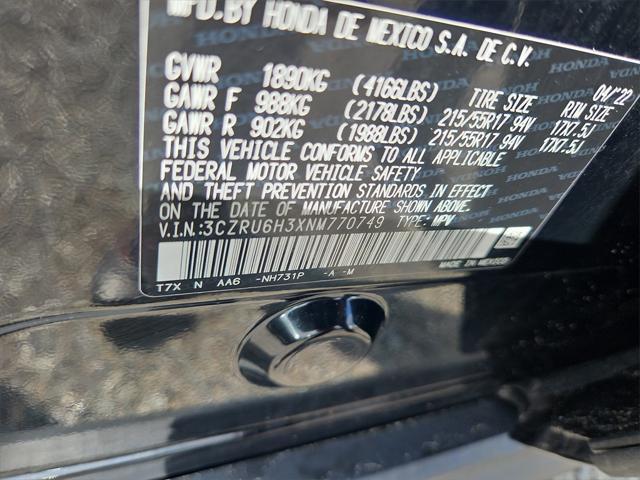 MFD.BY HONDA DE MEXICO S.A. DE C.V.
04/22
GVWR 1890KG (4166LBS) TIRE SIZE RIM SIZE
GAWR F 988KG (2178LBS) 215/55R17 94V 17X7.5J
GAWR R 902KG (1988LBS) 215/55R17 94V 17X7.5J
THIS VEHICLE CONFORMS TO ALL APPLICABLE
FEDERAL MOTOR VEHICLE SAFETY
AND THEFT PREVENTION STANDARDS IN EFFECT
ON THE DATE OF MANUFACTURE SHOWN ABOVE.
V.I.N.:3CZRU6H3XNM770749 TYPE: MPV
MADE IN MEXICO
T7X N AA6 -NH731P -A -M